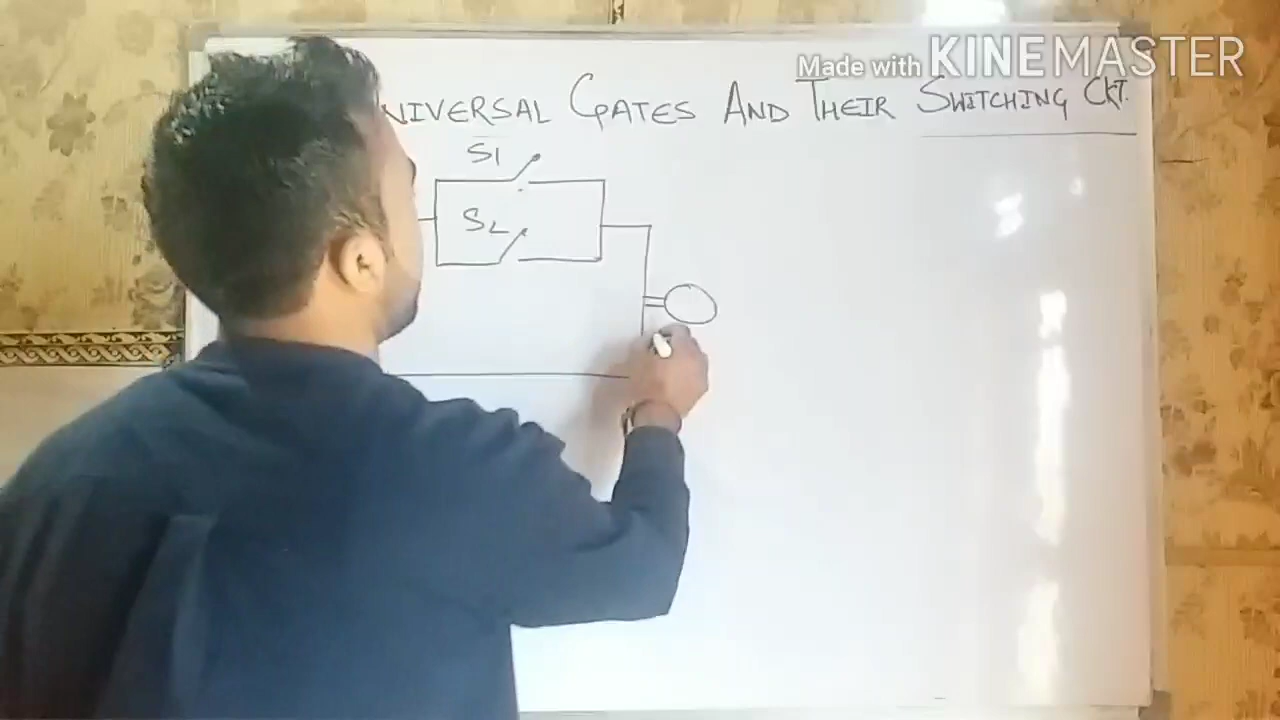 Made with KINEMASTER
NIVERSAL GATES AND THEIR SWITCHING CKT.
S1
S2